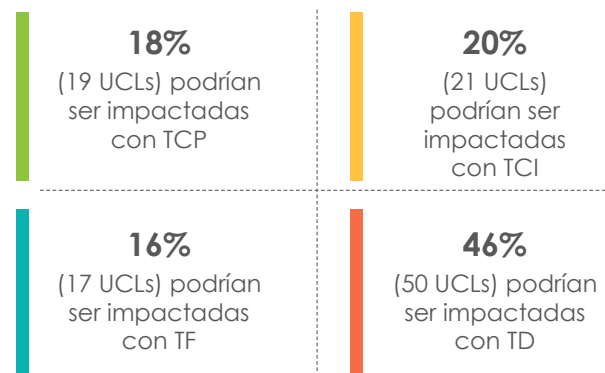 18%
(19 UCLs) podrían
ser impactadas
con TCP
20%
(21 UCLs)
podrían ser
impactadas
con TCI
16%
(17 UCLs) podrían
ser impactadas
con TF
46%
(50 UCLs) podrían
ser impactadas
con TD